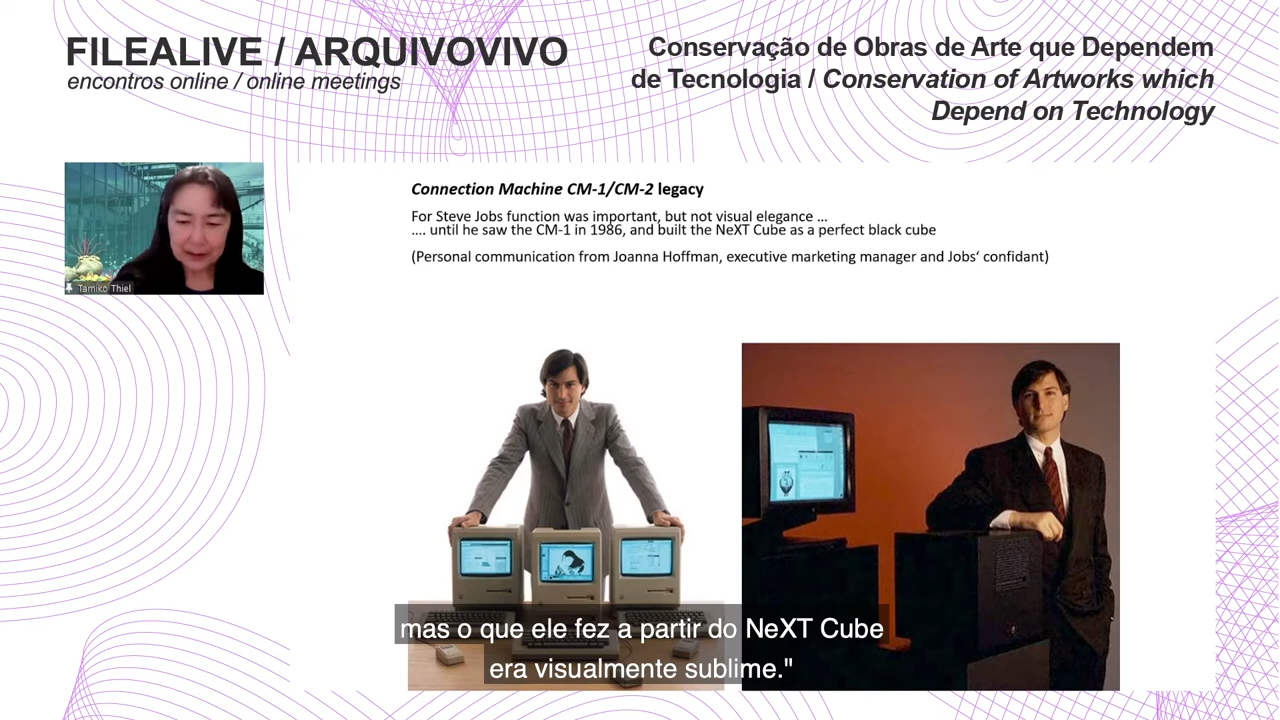 FILEALIVE / ARQUIVOVIVO
encontros online / online meetings
Conservação de Obras de Arte que Dependem
de Tecnologia / Conservation of Artworks which
Depend on Technology
Tamiko Thiel
Connection Machine CM-1/CM-2 legacy
For Steve Jobs function was important, but not visual elegance ...
.... until he saw the CM-1 in 1986, and built the NeXT Cube as a perfect black cube
(Personal communication from Joanna Hoffman, executive marketing manager and Jobs‘ confidant)
mas o que ele fez a partir do NeXT Cube
era visualmente sublime."